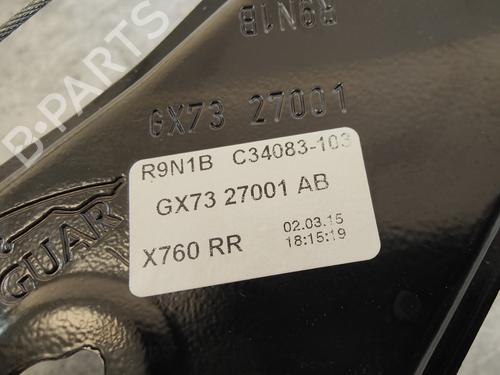 B-PARTS
R9N1B
GX73 27001
R9N1B C34083-103
GX73 27001 AB
X760 RR
02.03.15
18:15:19
GUAR